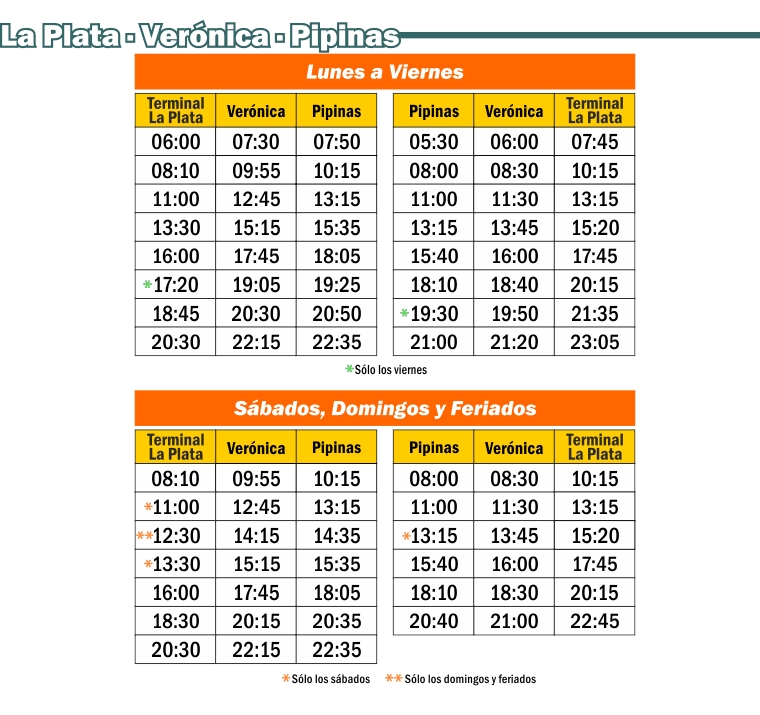 La Plata · Verónica · Pipinas
Lunes a Viernes
Terminal La Plata Verónica Pipinas Pipinas Verónica Terminal La Plata
06:00 07:30 07:50 05:30 06:00 07:45
08:10 09:55 10:15 08:00 08:30 10:15
11:00 12:45 13:15 11:00 11:30 13:15
13:30 15:15 15:35 13:15 13:45 15:20
16:00 17:45 18:05 15:40 16:00 17:45
*17:20 19:05 19:25 18:10 18:40 20:15
18:45 20:30 20:50 *19:30 19:50 21:35
20:30 22:15 22:35 21:00 21:20 23:05
*Sólo los viernes
Sábados, Domingos y Feriados
Terminal La Plata Verónica Pipinas Pipinas Verónica Terminal La Plata
08:10 09:55 10:15 08:00 08:30 10:15
*11:00 12:45 13:15 11:00 11:30 13:15
**12:30 14:15 14:35 *13:15 13:45 15:20
*13:30 15:15 15:35 15:40 16:00 17:45
16:00 17:45 18:05 18:10 18:30 20:15
18:30 20:15 20:35 20:40 21:00 22:45
20:30 22:15 22:35
*Sólo los sábados **Sólo los domingos y feriados